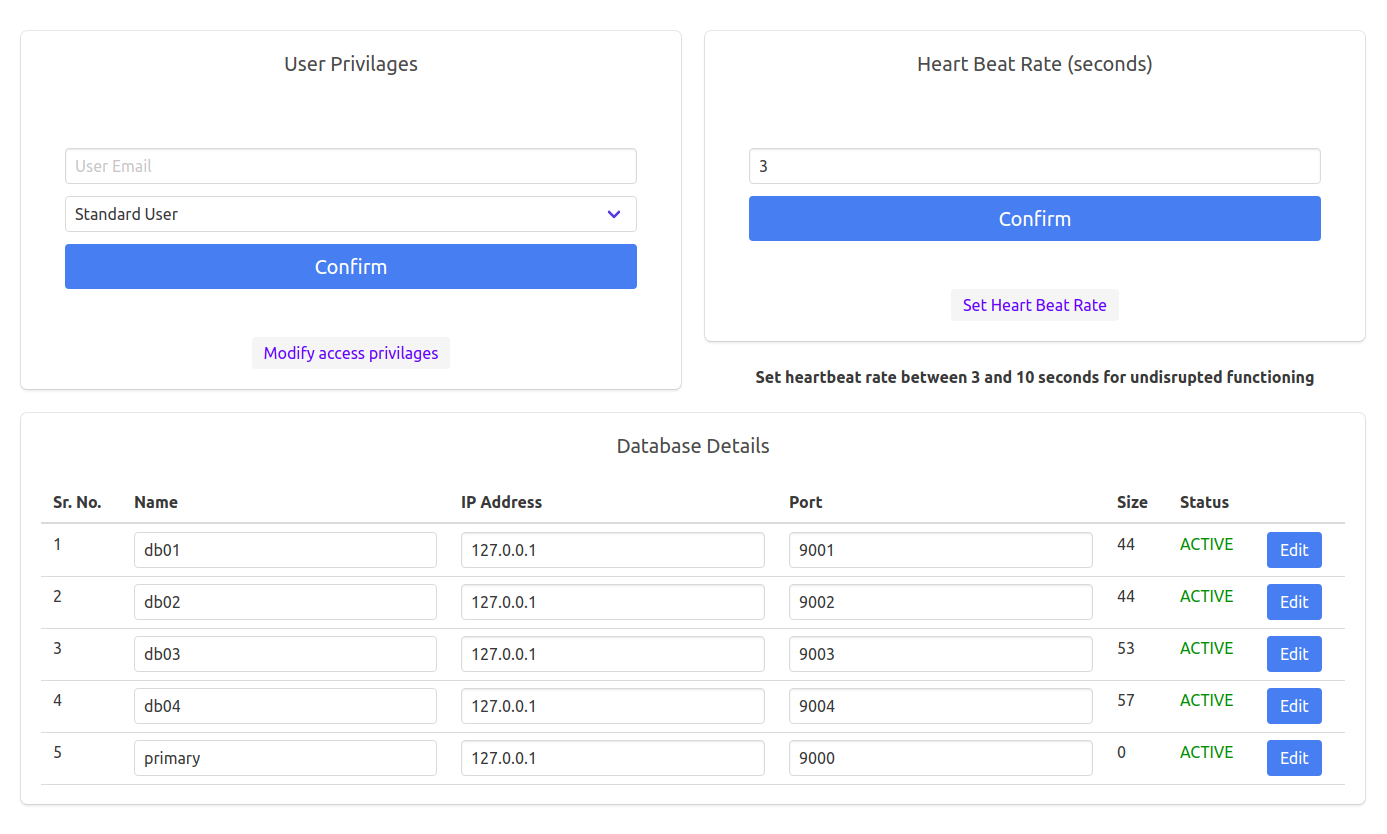 User Privilages
User Email
Standard User
Confirm
Modify access privilages
Heart Beat Rate (seconds)
3
Confirm
Set Heart Beat Rate
Set heartbeat rate between 3 and 10 seconds for undisrupted functioning
Database Details
Sr. No. Name IP Address Port Size Status
1 db01 127.0.0.1 9001 44 ACTIVE Edit
2 db02 127.0.0.1 9002 44 ACTIVE Edit
3 db03 127.0.0.1 9003 53 ACTIVE Edit
4 db04 127.0.0.1 9004 57 ACTIVE Edit
5 primary 127.0.0.1 9000 0 ACTIVE Edit